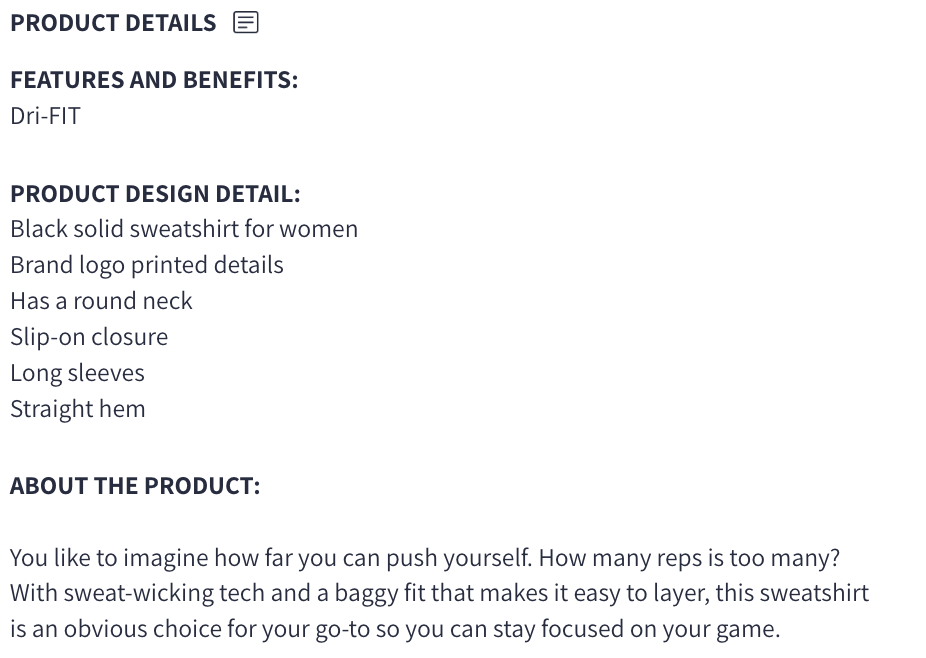 PRODUCT DETAILS
FEATURES AND BENEFITS:
Dri-FIT
PRODUCT DESIGN DETAIL:
Black solid sweatshirt for women
Brand logo printed details
Has a round neck
Slip-on closure
Long sleeves
Straight hem
ABOUT THE PRODUCT:
You like to imagine how far you can push yourself. How many reps is too many?
With sweat-wicking tech and a baggy fit that makes it easy to layer, this sweatshirt
is an obvious choice for your go-to so you can stay focused on your game.